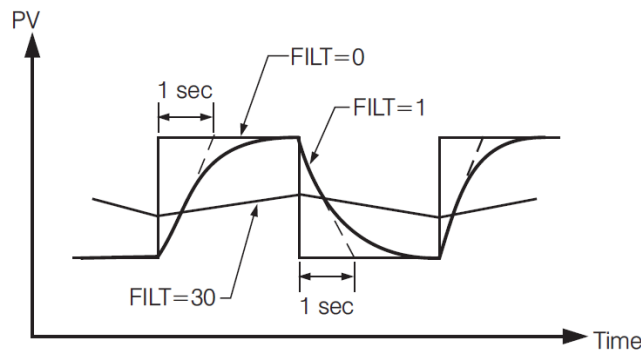 PV
FILT=0
1 sec
FILT=1
FILT=30
1 sec
Time